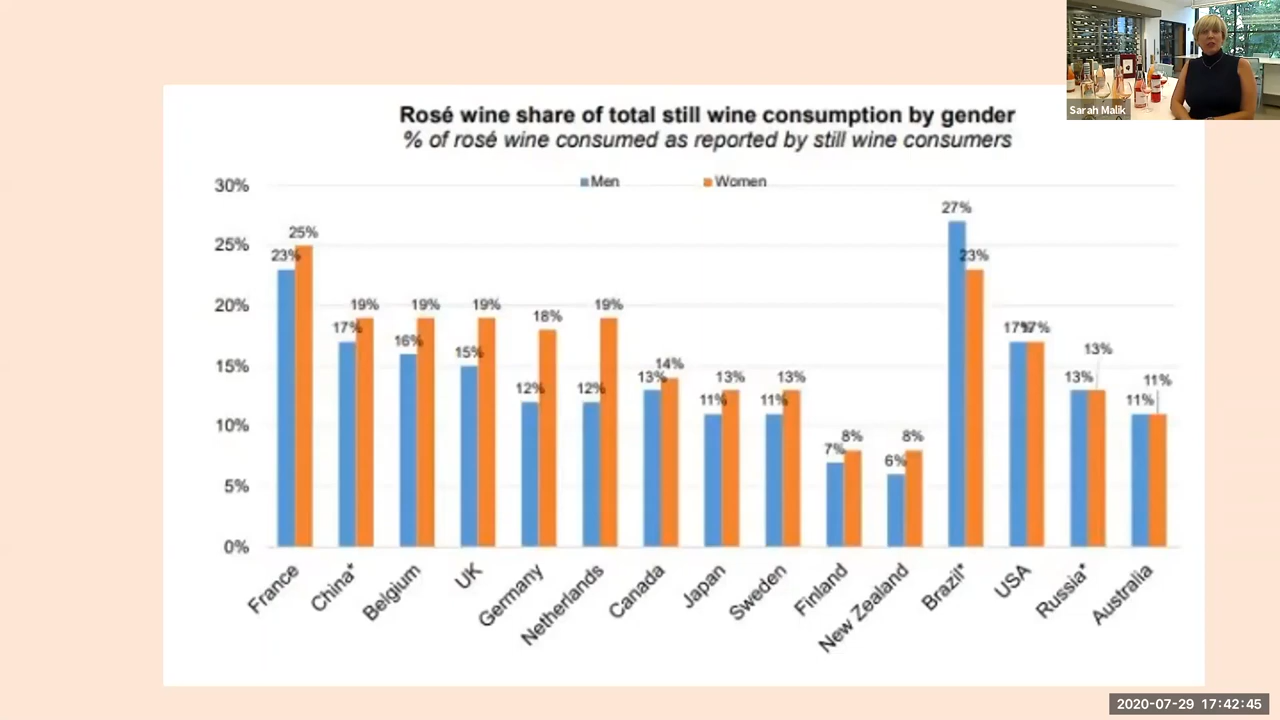 Sarah Malik
Rosé wine share of total still wine consumption by gender
% of rosé wine consumed as reported by still wine consumers
Men Women
30%
25%
20%
15%
10%
5%
0%
23% 25%
17% 19%
16% 19%
15% 19%
12% 18%
12% 19%
13% 14%
11% 13%
11% 13%
7% 8%
6% 8%
27% 23%
17% 17%
13% 13%
11% 11%
France
China*
Belgium
UK
Germany
Netherlands
Canada
Japan
Sweden
Finland
New Zealand
Brazil*
USA
Russia*
Australia
2020-07-29 17:42:45